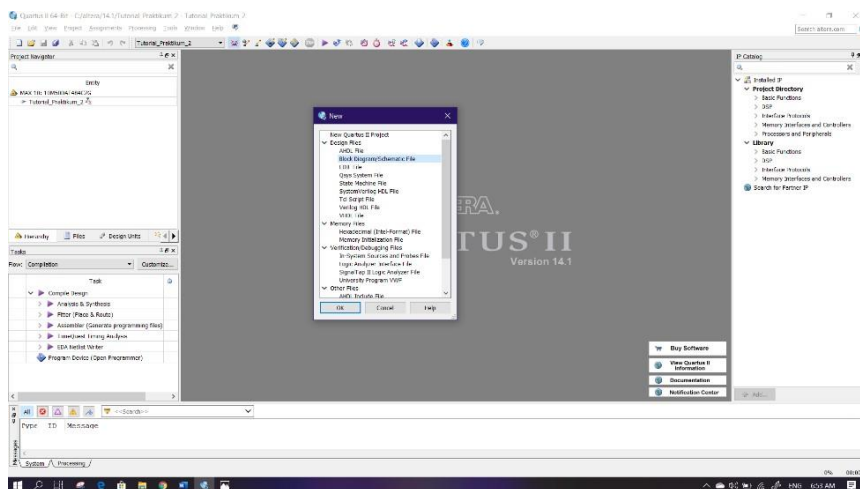 Quartus II 64-Bit - C:/altera/14.1/Tutorial Praktikum 2 - Tutorial_Praktikum_2
File Edit View Project Assignments Processing Tools Window Help
Search altera.com
Tutorial_Praktikum_2
Project Navigator
Entity
MAX 10: 10M50DAF484C7G
Tutorial_Praktikum_2
Hierarchy Files Design Units
Tasks
Flow: Compilation Customize...
Task
Compile Design
Analysis & Synthesis
Fitter (Place & Route)
Assembler (Generate programming files)
TimeQuest Timing Analysis
EDA Netlist Writer
Program Device (Open Programmer)
New
New Quartus II Project
Design Files
AHDL File
Block Diagram/Schematic File
EDIF File
Qsys System File
State Machine File
SystemVerilog HDL File
Tcl Script File
Verilog HDL File
VHDL File
Memory Files
Hexadecimal (Intel-Format) File
Memory Initialization File
Verification/Debugging Files
In-System Sources and Probes File
Logic Analyzer Interface File
SignalTap II Logic Analyzer File
University Program VWF
Other Files
AHDL Include File
OK Cancel Help
TUS® II
Version 14.1
Buy Software
View Quartus II Information
Documentation
Notification Center
IP Catalog
Installed IP
Project Directory
Basic Functions
DSP
Interface Protocols
Memory Interfaces and Controllers
Processors and Peripherals
Library
Basic Functions
DSP
Interface Protocols
Memory Interfaces and Controllers
Search for Partner IP
Add...
All <<Search>>
Type ID Message
Messages
System Processing
0% 00:00
ENG 6:53 AM